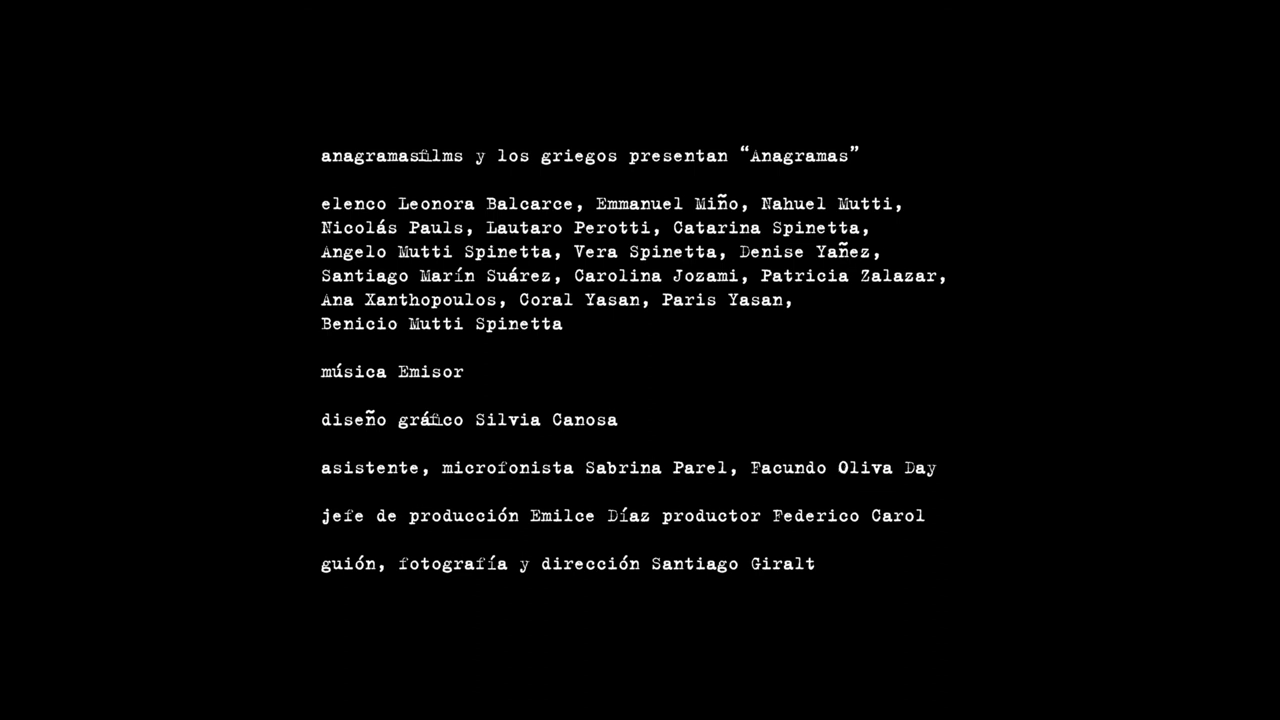 anagramasfilms y los griegos presentan “Anagramas”
elenco Leonora Balcarce, Emmanuel Miño, Nahuel Mutti,
Nicolás Pauls, Lautaro Perotti, Catarina Spinetta,
Angelo Mutti Spinetta, Vera Spinetta, Denise Yañez,
Santiago Marín Suárez, Carolina Jozami, Patricia Zalazar,
Ana Xanthopoulos, Coral Yasan, Paris Yasan,
Benicio Mutti Spinetta
música Emisor
diseño gráfico Silvia Canosa
asistente, microfonista Sabrina Parel, Facundo Oliva Day
jefe de producción Emilce Díaz productor Federico Carol
guión, fotografía y dirección Santiago Giralt